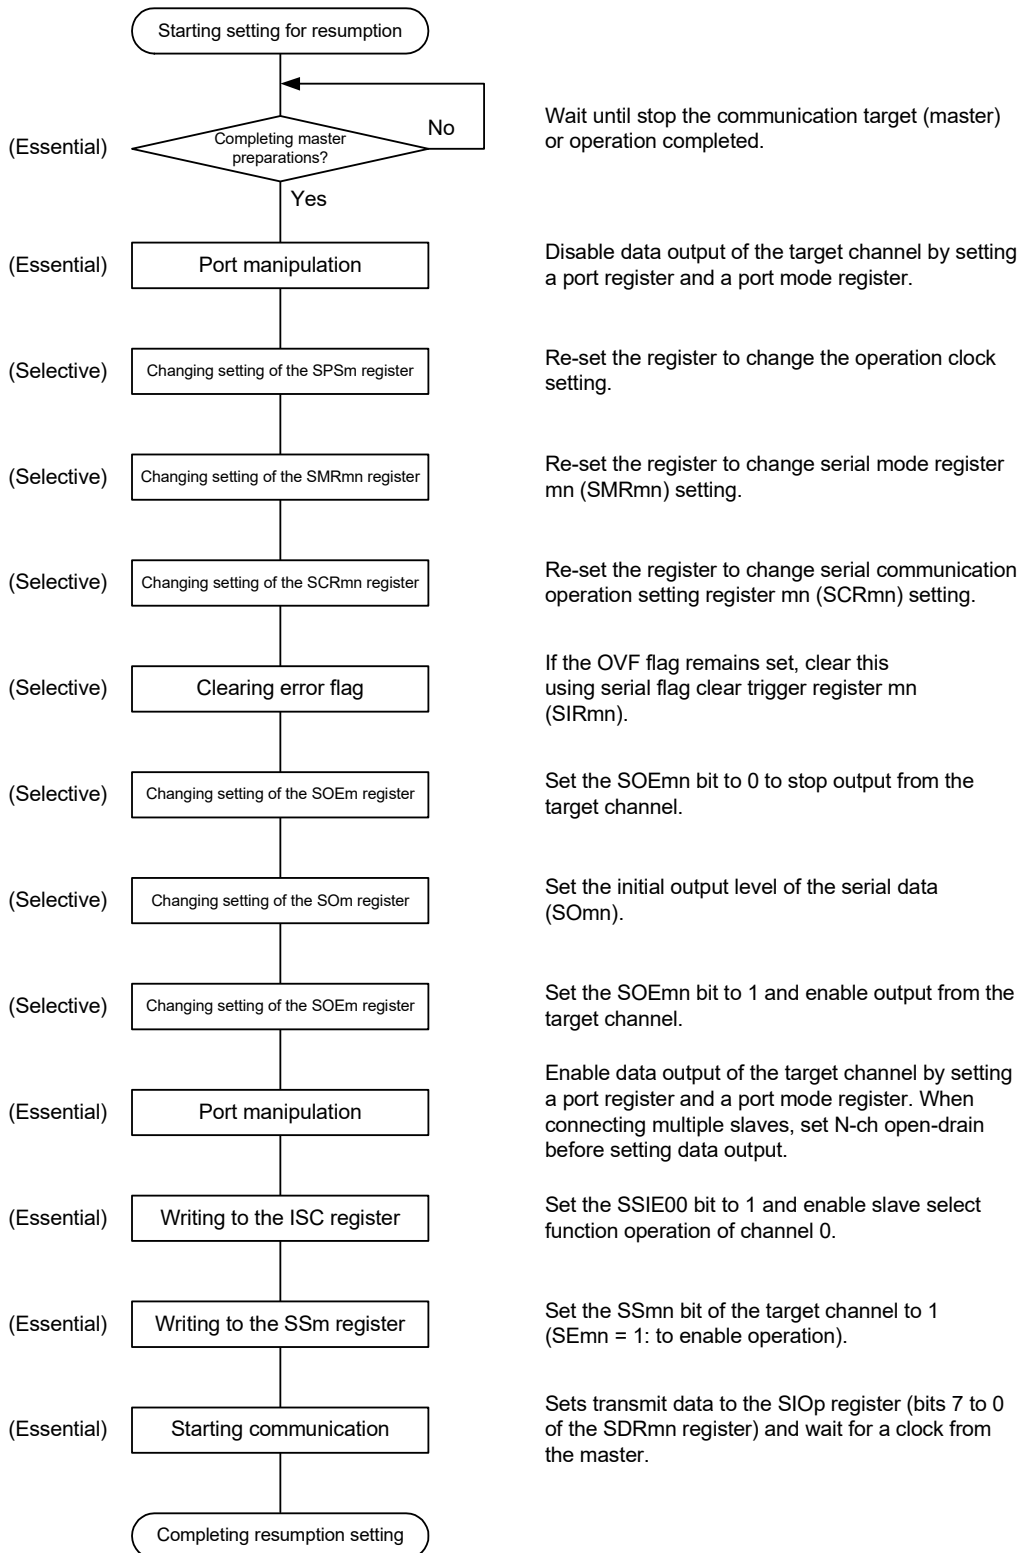 Starting setting for resumption
(Essential)
Completing master
preparations?
No
Yes
Wait until stop the communication target (master)
or operation completed.
(Essential)
Port manipulation
Disable data output of the target channel by setting
a port register and a port mode register.
(Selective)
Changing setting of the SPSm register
Re-set the register to change the operation clock
setting.
(Selective)
Changing setting of the SMRmn register
Re-set the register to change serial mode register
mn (SMRmn) setting.
(Selective)
Changing setting of the SCRmn register
Re-set the register to change serial communication
operation setting register mn (SCRmn) setting.
(Selective)
Clearing error flag
If the OVF flag remains set, clear this
using serial flag clear trigger register mn
(SIRmn).
(Selective)
Changing setting of the SOEm register
Set the SOEmn bit to 0 to stop output from the
target channel.
(Selective)
Changing setting of the SOm register
Set the initial output level of the serial data
(SOmn).
(Selective)
Changing setting of the SOEm register
Set the SOEmn bit to 1 and enable output from the
target channel.
(Essential)
Port manipulation
Enable data output of the target channel by setting
a port register and a port mode register. When
connecting multiple slaves, set N-ch open-drain
before setting data output.
(Essential)
Writing to the ISC register
Set the SSIE00 bit to 1 and enable slave select
function operation of channel 0.
(Essential)
Writing to the SSm register
Set the SSmn bit of the target channel to 1
(SEmn = 1: to enable operation).
(Essential)
Starting communication
Sets transmit data to the SIOp register (bits 7 to 0
of the SDRmn register) and wait for a clock from
the master.
Completing resumption setting